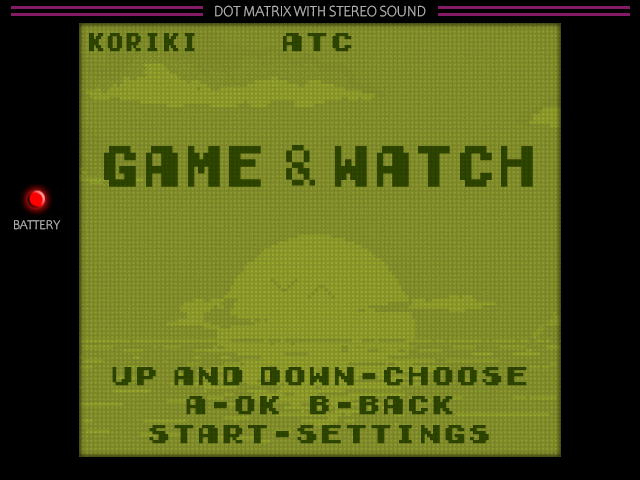 DOT MATRIX WITH STEREO SOUND
KORIKI ATC
GAME & WATCH
BATTERY
UP AND DOWN-CHOOSE
A-OK B-BACK
START-SETTINGS